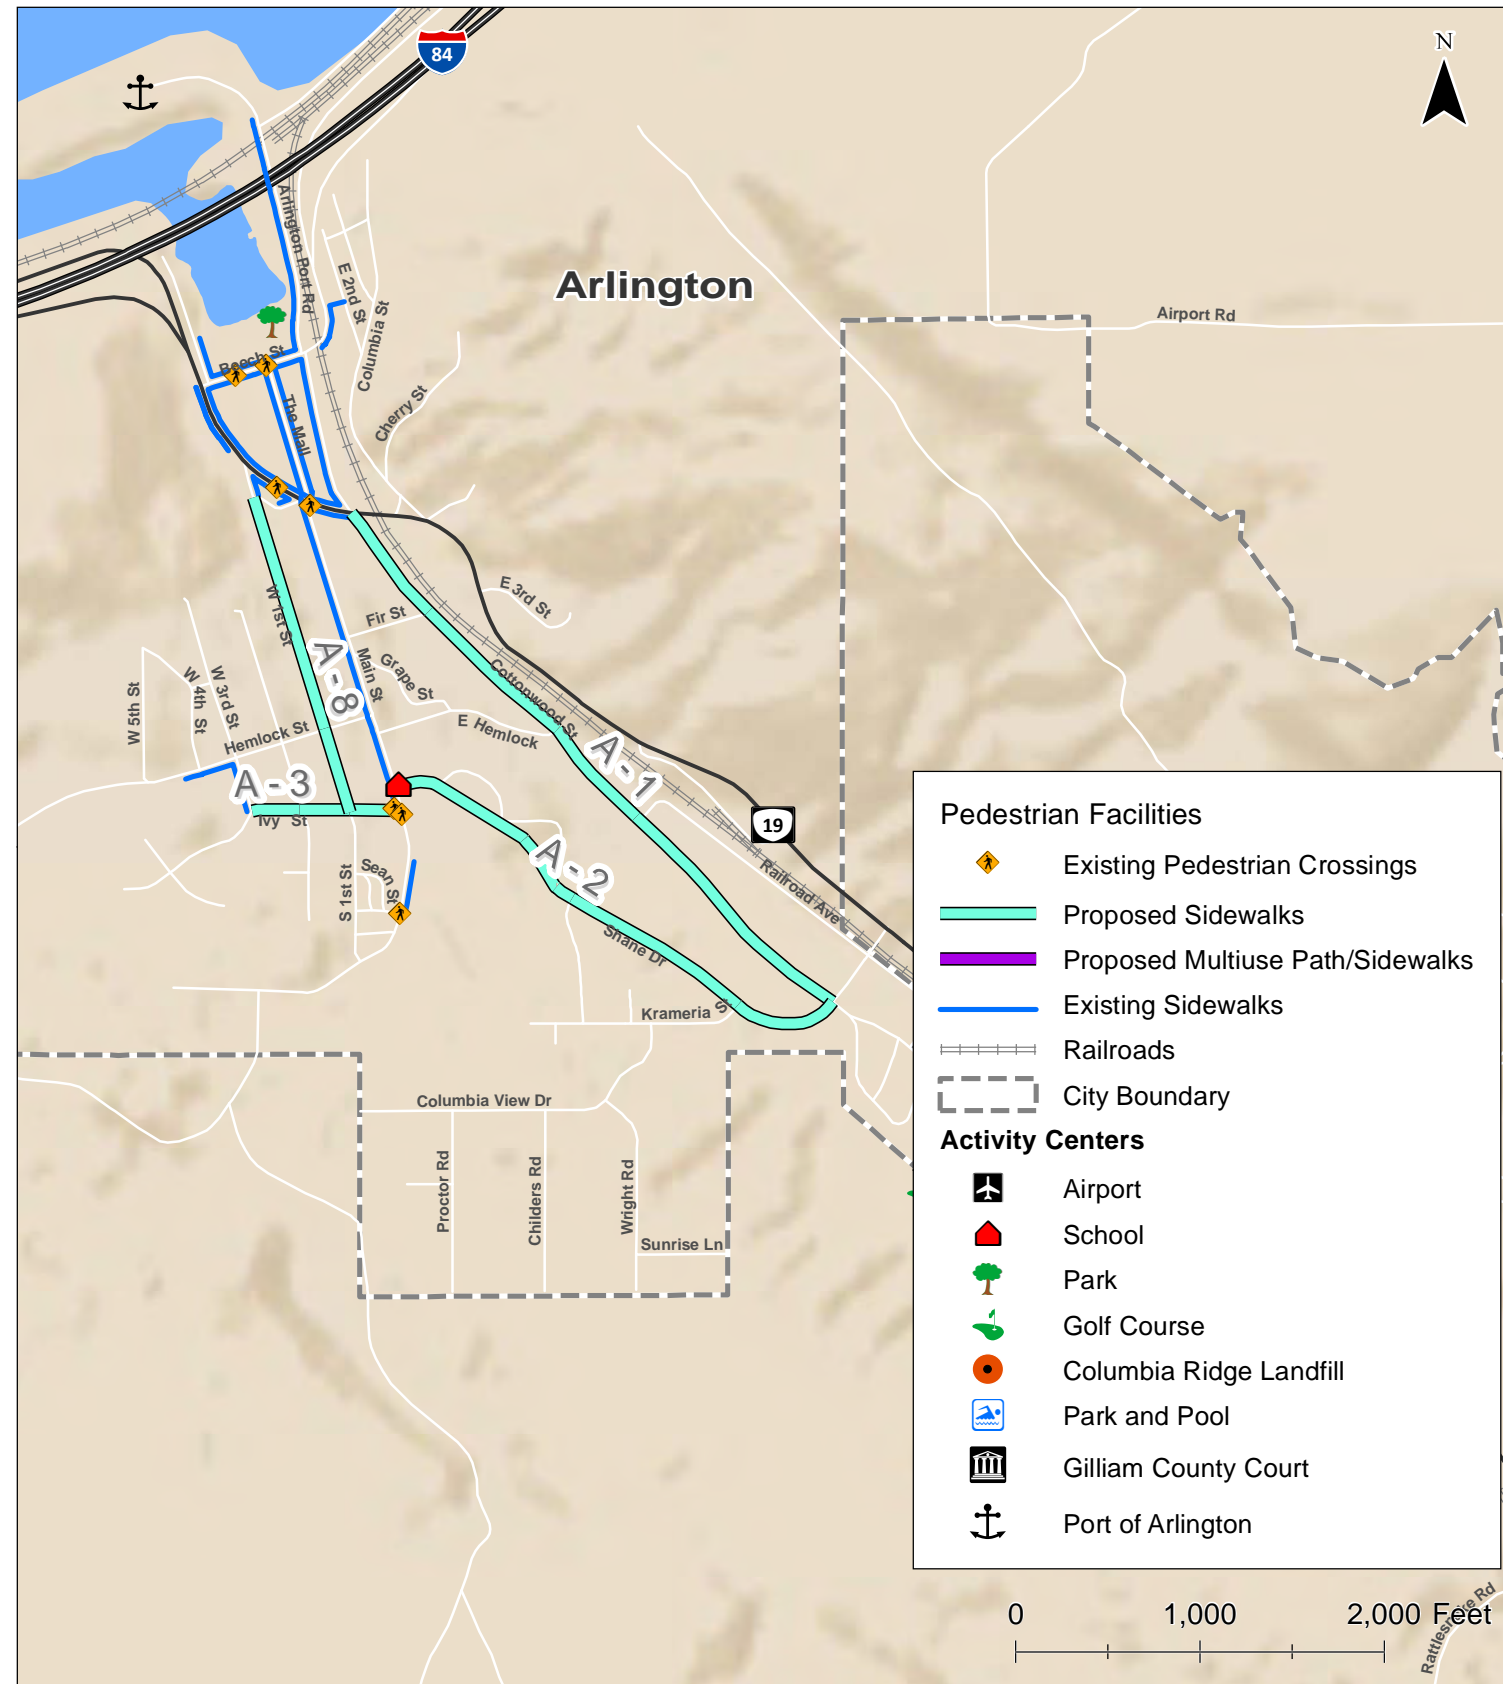 84
N
Arlington Port Rd
E 2nd St
Columbia St
Arlington
Airport Rd
Beech St
The Mall
Cherry St
W 1st St
A - 8
Fir St
E 3rd St
Main St
Grape St
Cottonwood St
W 5th St
W 4th St
W 3rd St
Hemlock St
E Hemlock
A - 1
A - 3
Ivy St
19
A - 2
Railroad Ave
S 1st St
Sean St
Shane Dr
Krameria St
Columbia View Dr
Proctor Rd
Childers Rd
Wright Rd
Sunrise Ln
Pedestrian Facilities
Existing Pedestrian Crossings
Proposed Sidewalks
Proposed Multiuse Path/Sidewalks
Existing Sidewalks
Railroads
City Boundary
Activity Centers
Airport
School
Park
Golf Course
Columbia Ridge Landfill
Park and Pool
Gilliam County Court
Port of Arlington
0 1,000 2,000 Feet
Rattlesnake Rd